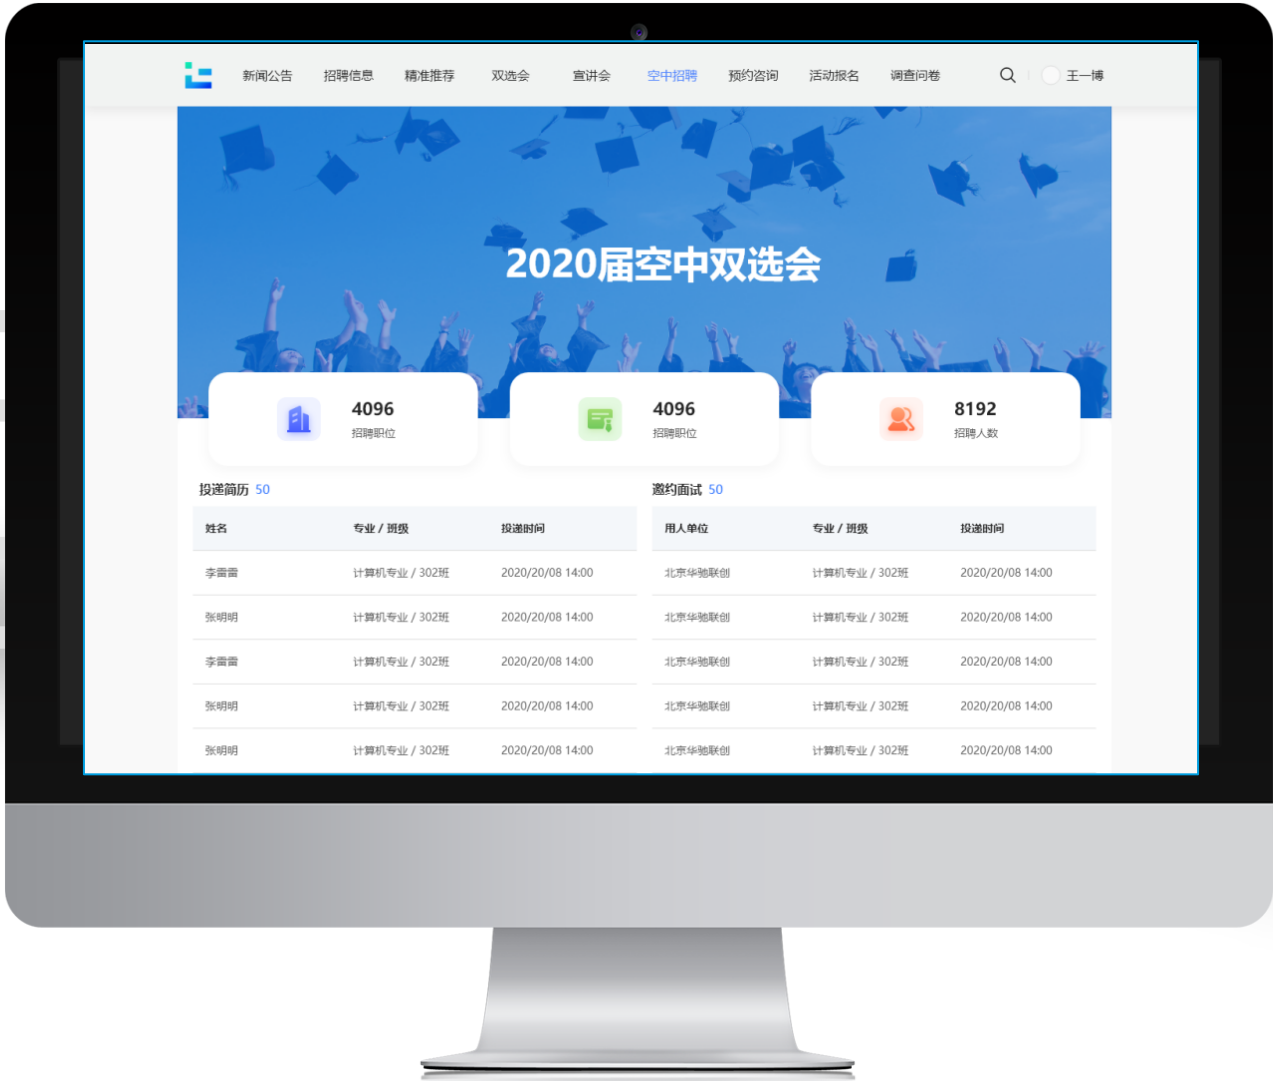 新闻公告 招聘信息 精准推荐 双选会 宣讲会 空中招聘 预约咨询 活动报名 调查问卷 王一博
2020届空中双选会
4096 4096 8192
招聘职位 招聘职位 招聘人数
投递简历 50 邀约面试 50
姓名 专业 / 班级 投递时间 用人单位 专业 / 班级 投递时间
李雷雷 计算机专业 / 302班 2020/20/08 14:00 北京华驰联创 计算机专业 / 302班 2020/20/08 14:00
张明明 计算机专业 / 302班 2020/20/08 14:00 北京华驰联创 计算机专业 / 302班 2020/20/08 14:00
李雷雷 计算机专业 / 302班 2020/20/08 14:00 北京华驰联创 计算机专业 / 302班 2020/20/08 14:00
张明明 计算机专业 / 302班 2020/20/08 14:00 北京华驰联创 计算机专业 / 302班 2020/20/08 14:00
张明明 计算机专业 / 302班 2020/20/08 14:00 北京华驰联创 计算机专业 / 302班 2020/20/08 14:00